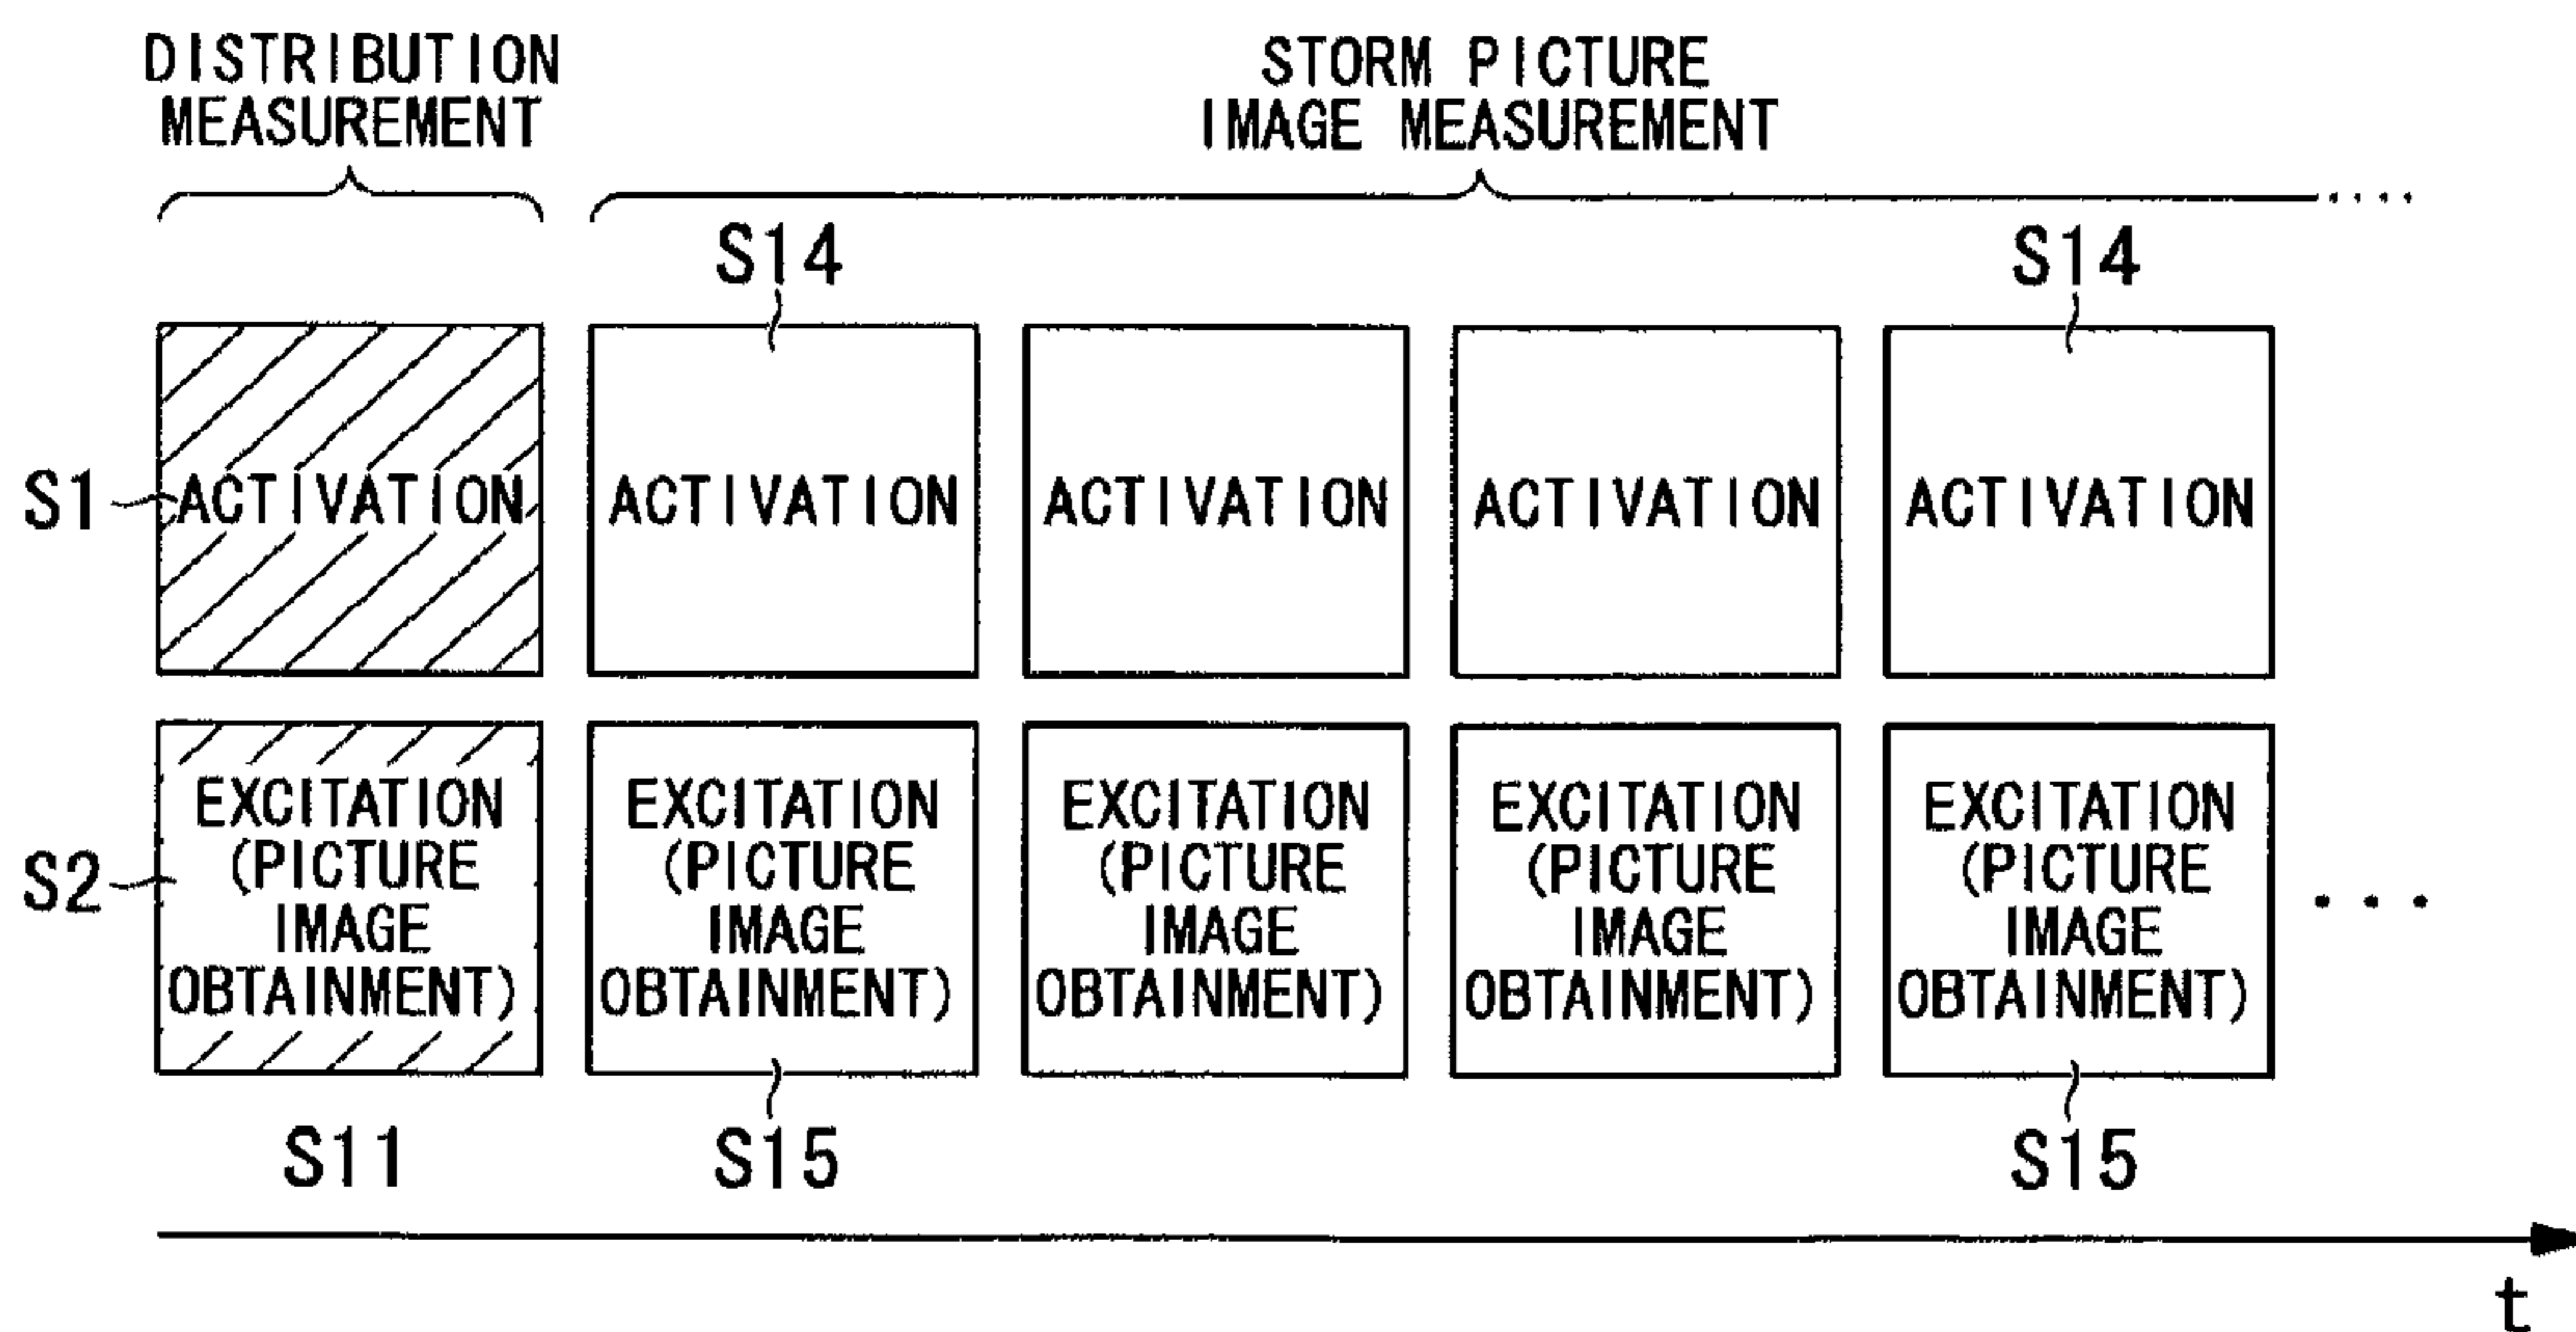 DISTRIBUTION
MEASUREMENT
STORM PICTURE
IMAGE MEASUREMENT
S14
S14
S1
ACTIVATION
ACTIVATION
ACTIVATION
ACTIVATION
ACTIVATION
S2
EXCITATION
(PICTURE
IMAGE
OBTAINMENT)
EXCITATION
(PICTURE
IMAGE
OBTAINMENT)
EXCITATION
(PICTURE
IMAGE
OBTAINMENT)
EXCITATION
(PICTURE
IMAGE
OBTAINMENT)
EXCITATION
(PICTURE
IMAGE
OBTAINMENT)
S11
S15
S15
t